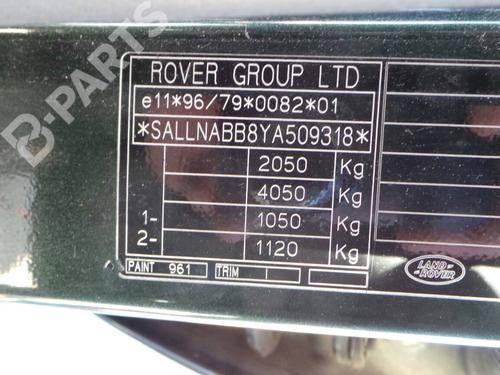 B-PARTS
ROVER GROUP LTD
e11*96/79*0082*01
*SALLNABB8YA509318*
2050 Kg
4050 Kg
1- 1050 Kg
2- 1120 Kg
PAINT 961 TRIM
LAND-
-ROVER